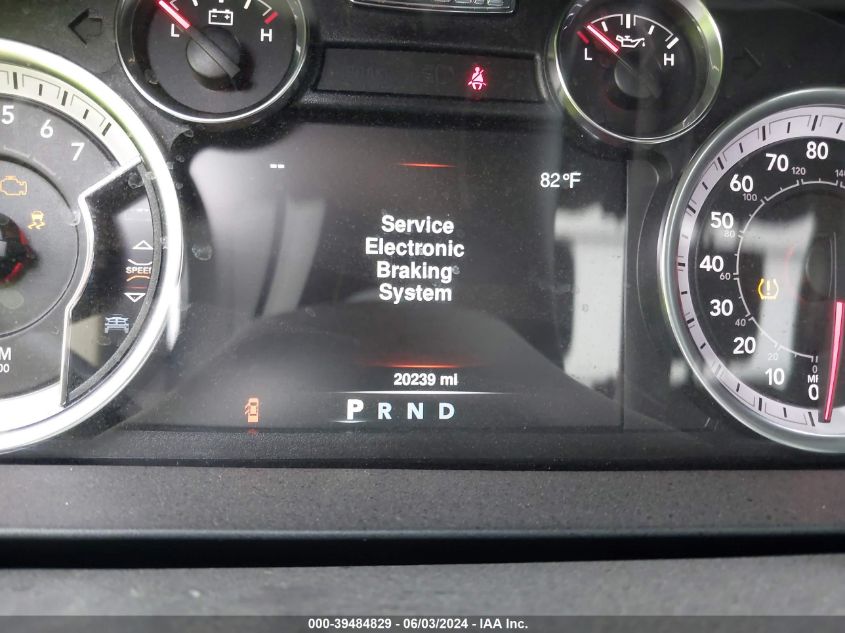 L H
L H
5 6 7
--
82°F
Service
Electronic
Braking
System
SPEED
20239 mi
P R N D
80
70
60
50
40
30
20
10
0
120
100
80
60
40
20
0
000-39484829 - 06/03/2024 - IAA Inc.